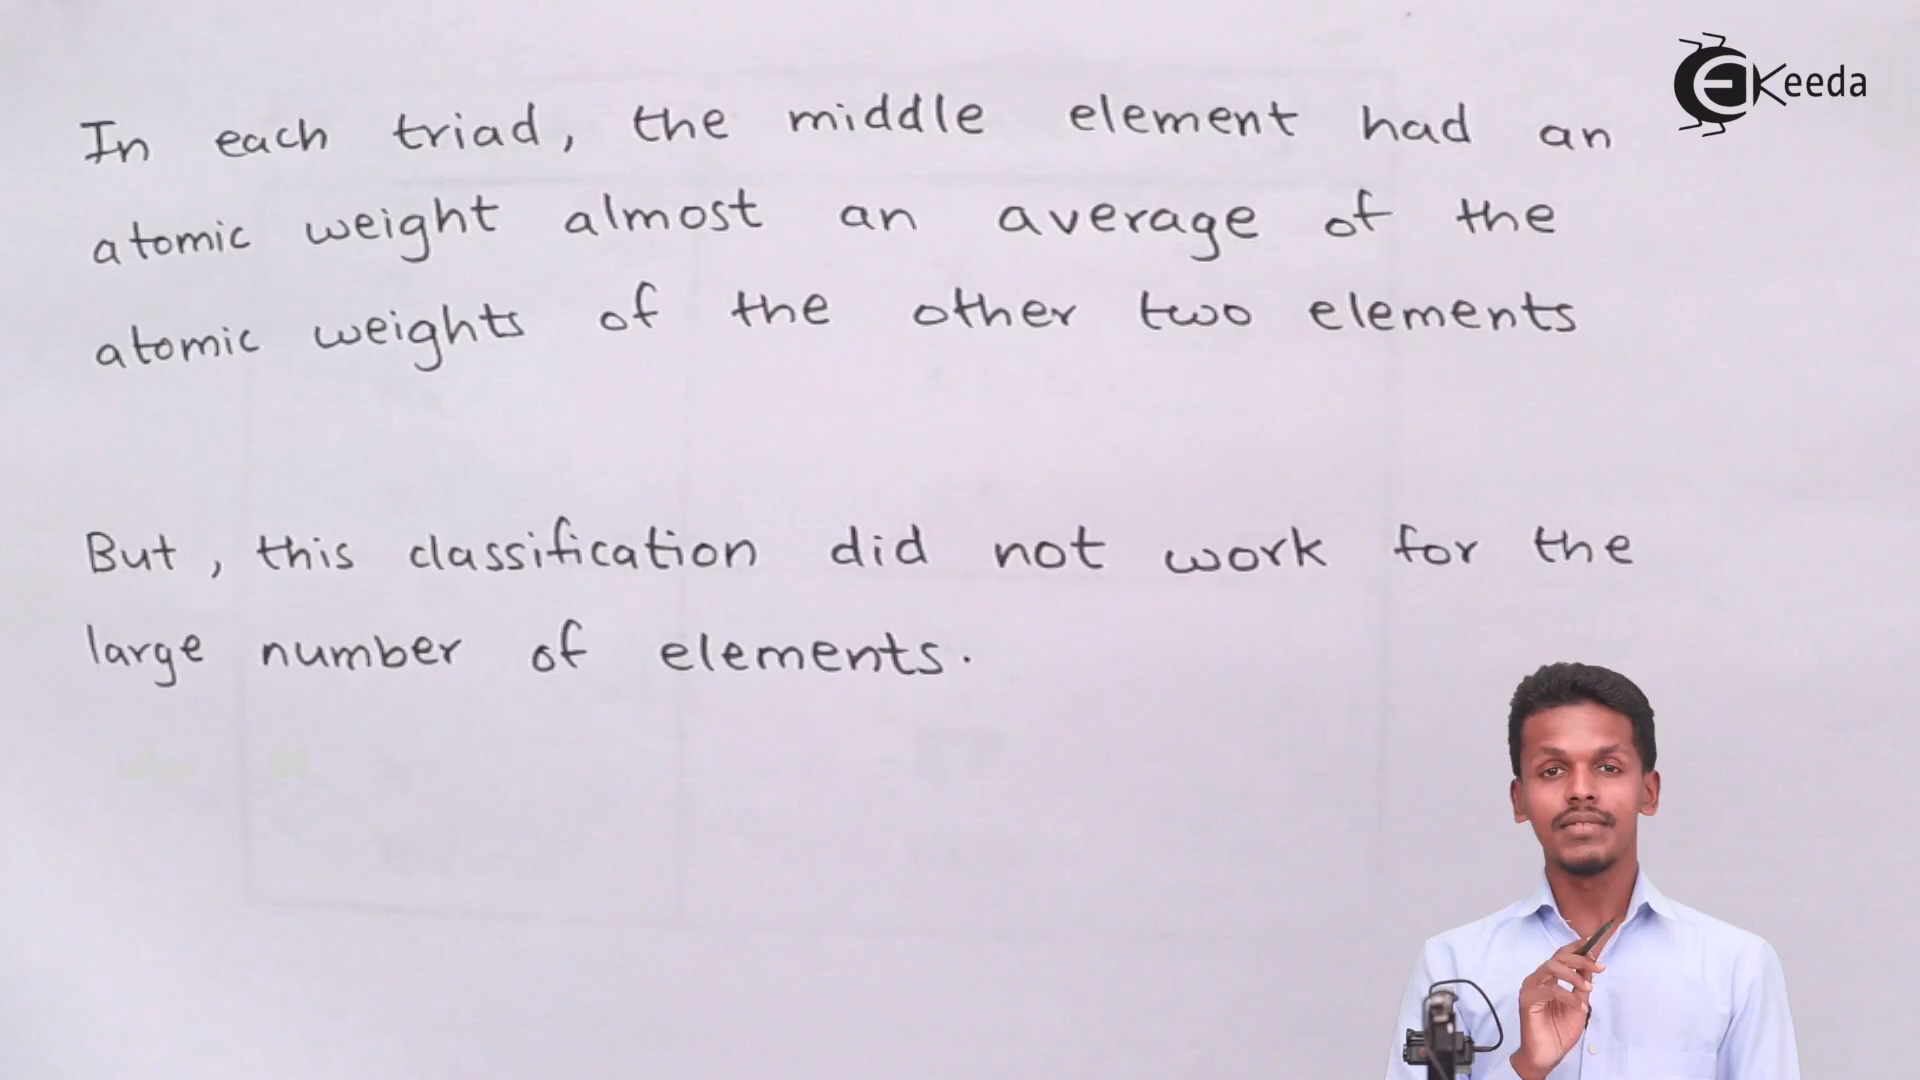 EKeeda
In each triad, the middle element had an
atomic weight almost an average of the
atomic weights of the other two elements
But, this classification did not work for the
large number of elements.